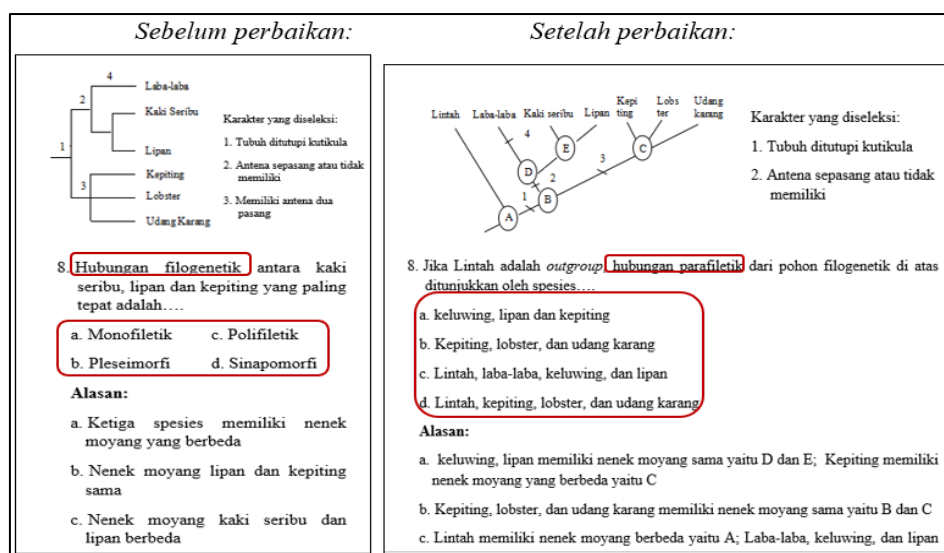 Sebelum perbaikan:
4
Laba-laba
2
Kaki Seribu
1
Lipan
3
Kepiting
Lobster
Udang Karang
Karakter yang diseleksi:
1. Tubuh ditutupi kutikula
2. Antena sepasang atau tidak
memiliki
3. Memiliki antena dua
pasang
8. Hubungan filogenetik antara kaki
seribu, lipan dan kepiting yang paling
tepat adalah….
a. Monofiletik c. Polifiletik
b. Pleseimorfi d. Sinapomorfi
Alasan:
a. Ketiga spesies memiliki nenek
moyang yang berbeda
b. Nenek moyang lipan dan kepiting
sama
c. Nenek moyang kaki seribu dan
lipan berbeda
Setelah perbaikan:
Lintah Laba-laba Kaki seribu Lipan Kepi ting Lobs ter Udang karang
4
E
C
3
D
2
1
B
A
Karakter yang diseleksi:
1. Tubuh ditutupi kutikula
2. Antena sepasang atau tidak
memiliki
8. Jika Lintah adalah outgroup, hubungan parafiletik dari pohon filogenetik di atas
ditunjukkan oleh spesies….
a. keluwing, lipan dan kepiting
b. Kepiting, lobster, dan udang karang
c. Lintah, laba-laba, keluwing, dan lipan
d. Lintah, kepiting, lobster, dan udang karang
Alasan:
a. keluwing, lipan memiliki nenek moyang sama yaitu D dan E; Kepiting memiliki
nenek moyang yang berbeda yaitu C
b. Kepiting, lobster, dan udang karang memiliki nenek moyang sama yaitu B dan C
c. Lintah memiliki nenek moyang berbeda yaitu A; Laba-laba, keluwing, dan lipan